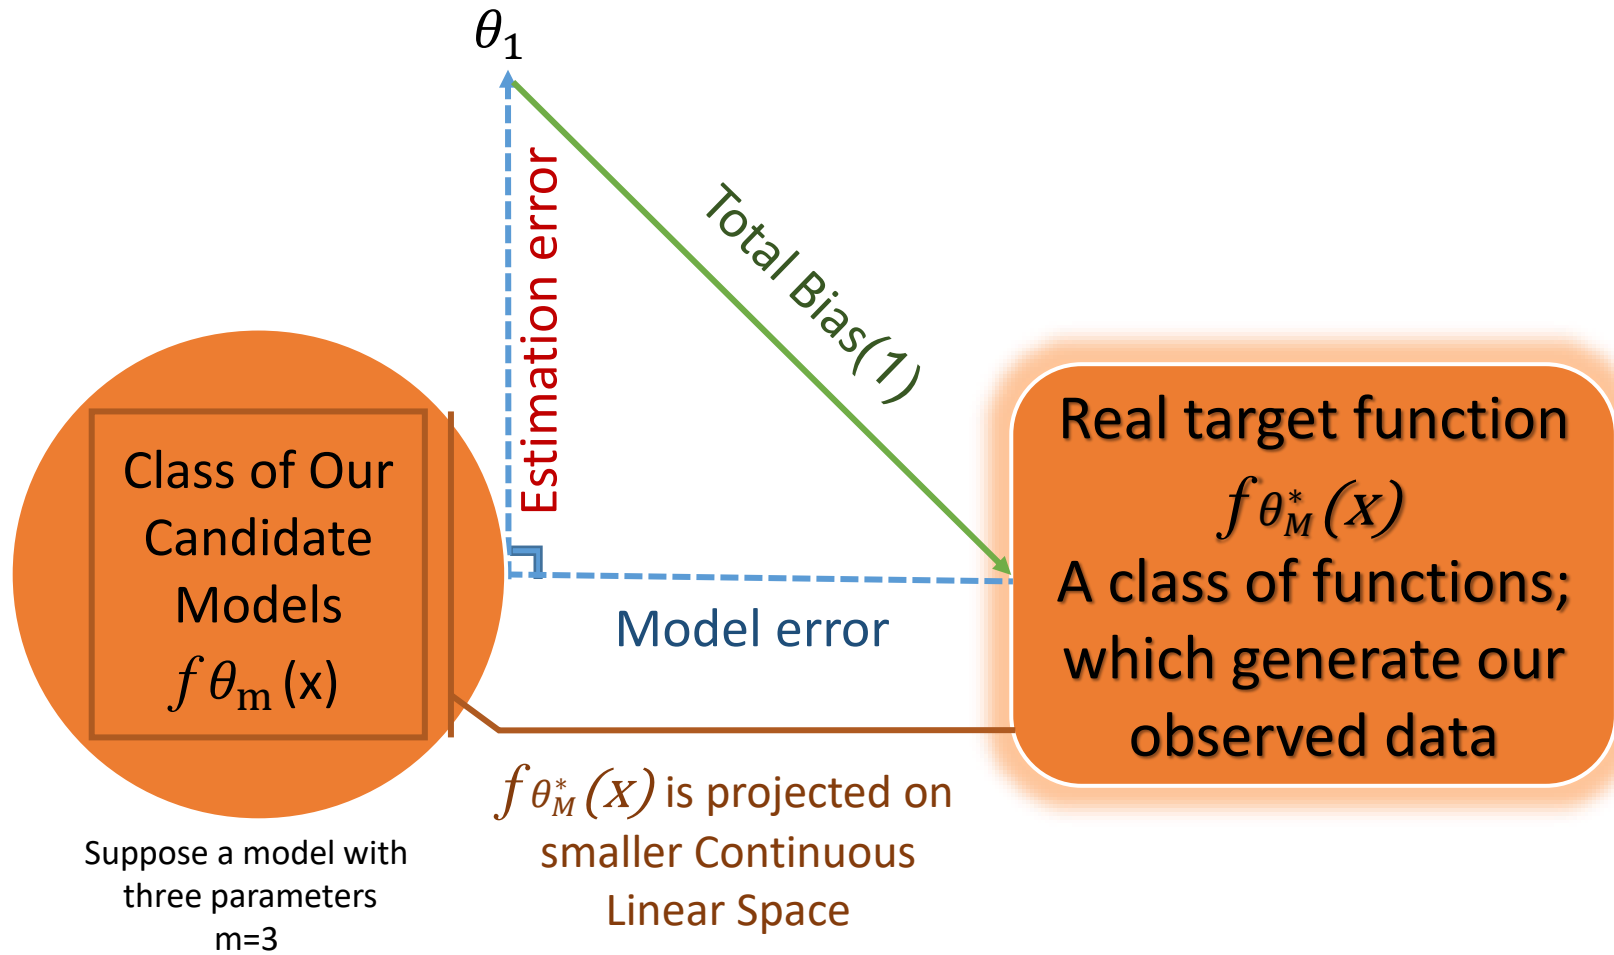 θ₁
Estimation error
Total Bias(1)
Model error
Class of Our
Candidate
Models
f θₘ (x)
Suppose a model with
three parameters
m=3
f θ*_M (x) is projected on
smaller Continuous
Linear Space
Real target function
f θ*_M (x)
A class of functions;
which generate our
observed data